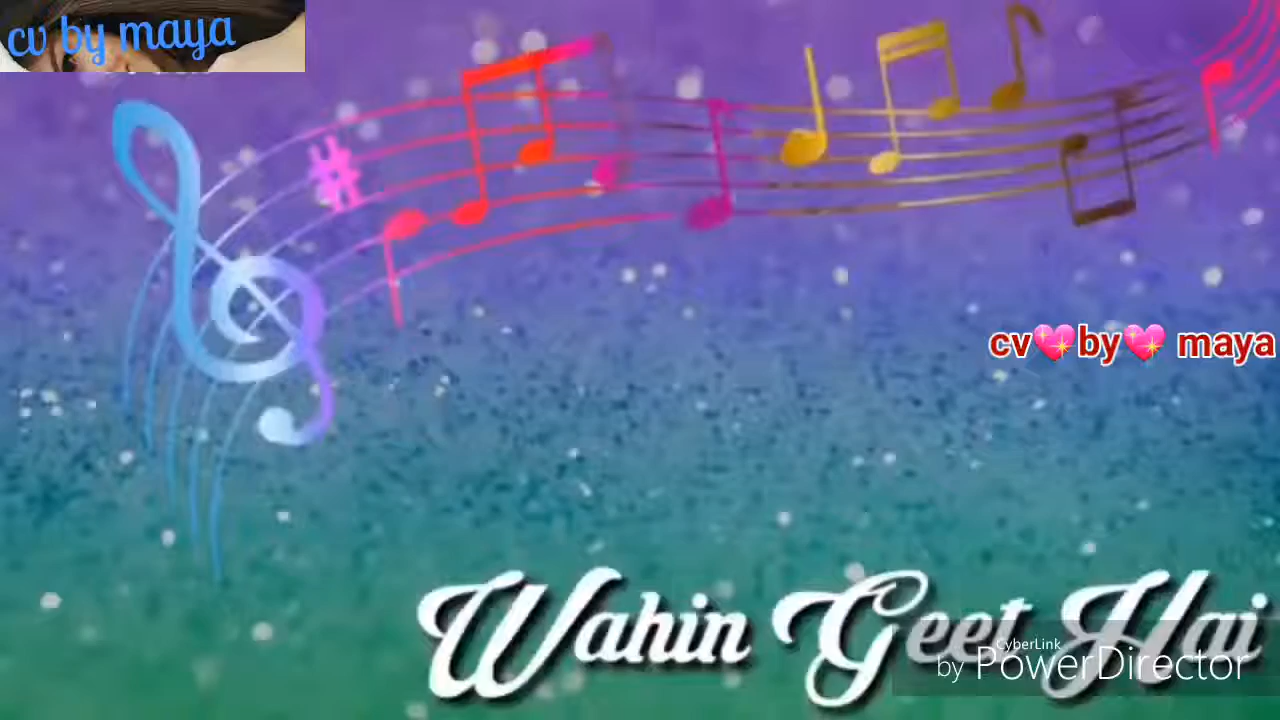 cv by maya
cv💖by💖 maya
Wahin Geet Hai
CyberLink
by PowerDirector